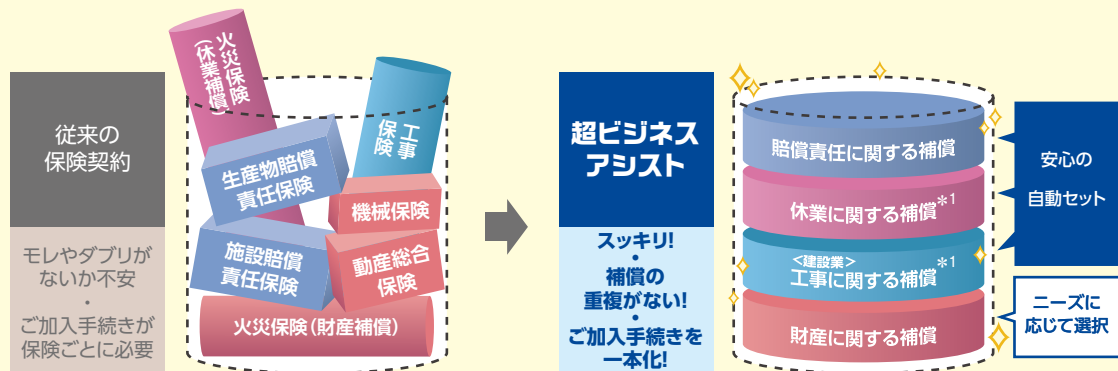 従来の
保険契約
モレやダブリが
ないか不安
・
ご加入手続きが
保険ごとに必要
火災保険
(休業補償)
工事
保険
生産物賠償
責任保険
機械保険
施設賠償
責任保険
動産総合
保険
火災保険(財産補償)
超ビジネス
アシスト
スッキリ!
・
補償の
重複がない!
・
ご加入手続きを
一本化!
賠償責任に関する補償
休業に関する補償*1
<建設業>
工事に関する補償*1
財産に関する補償
安心の
自動セット
ニーズに
応じて選択